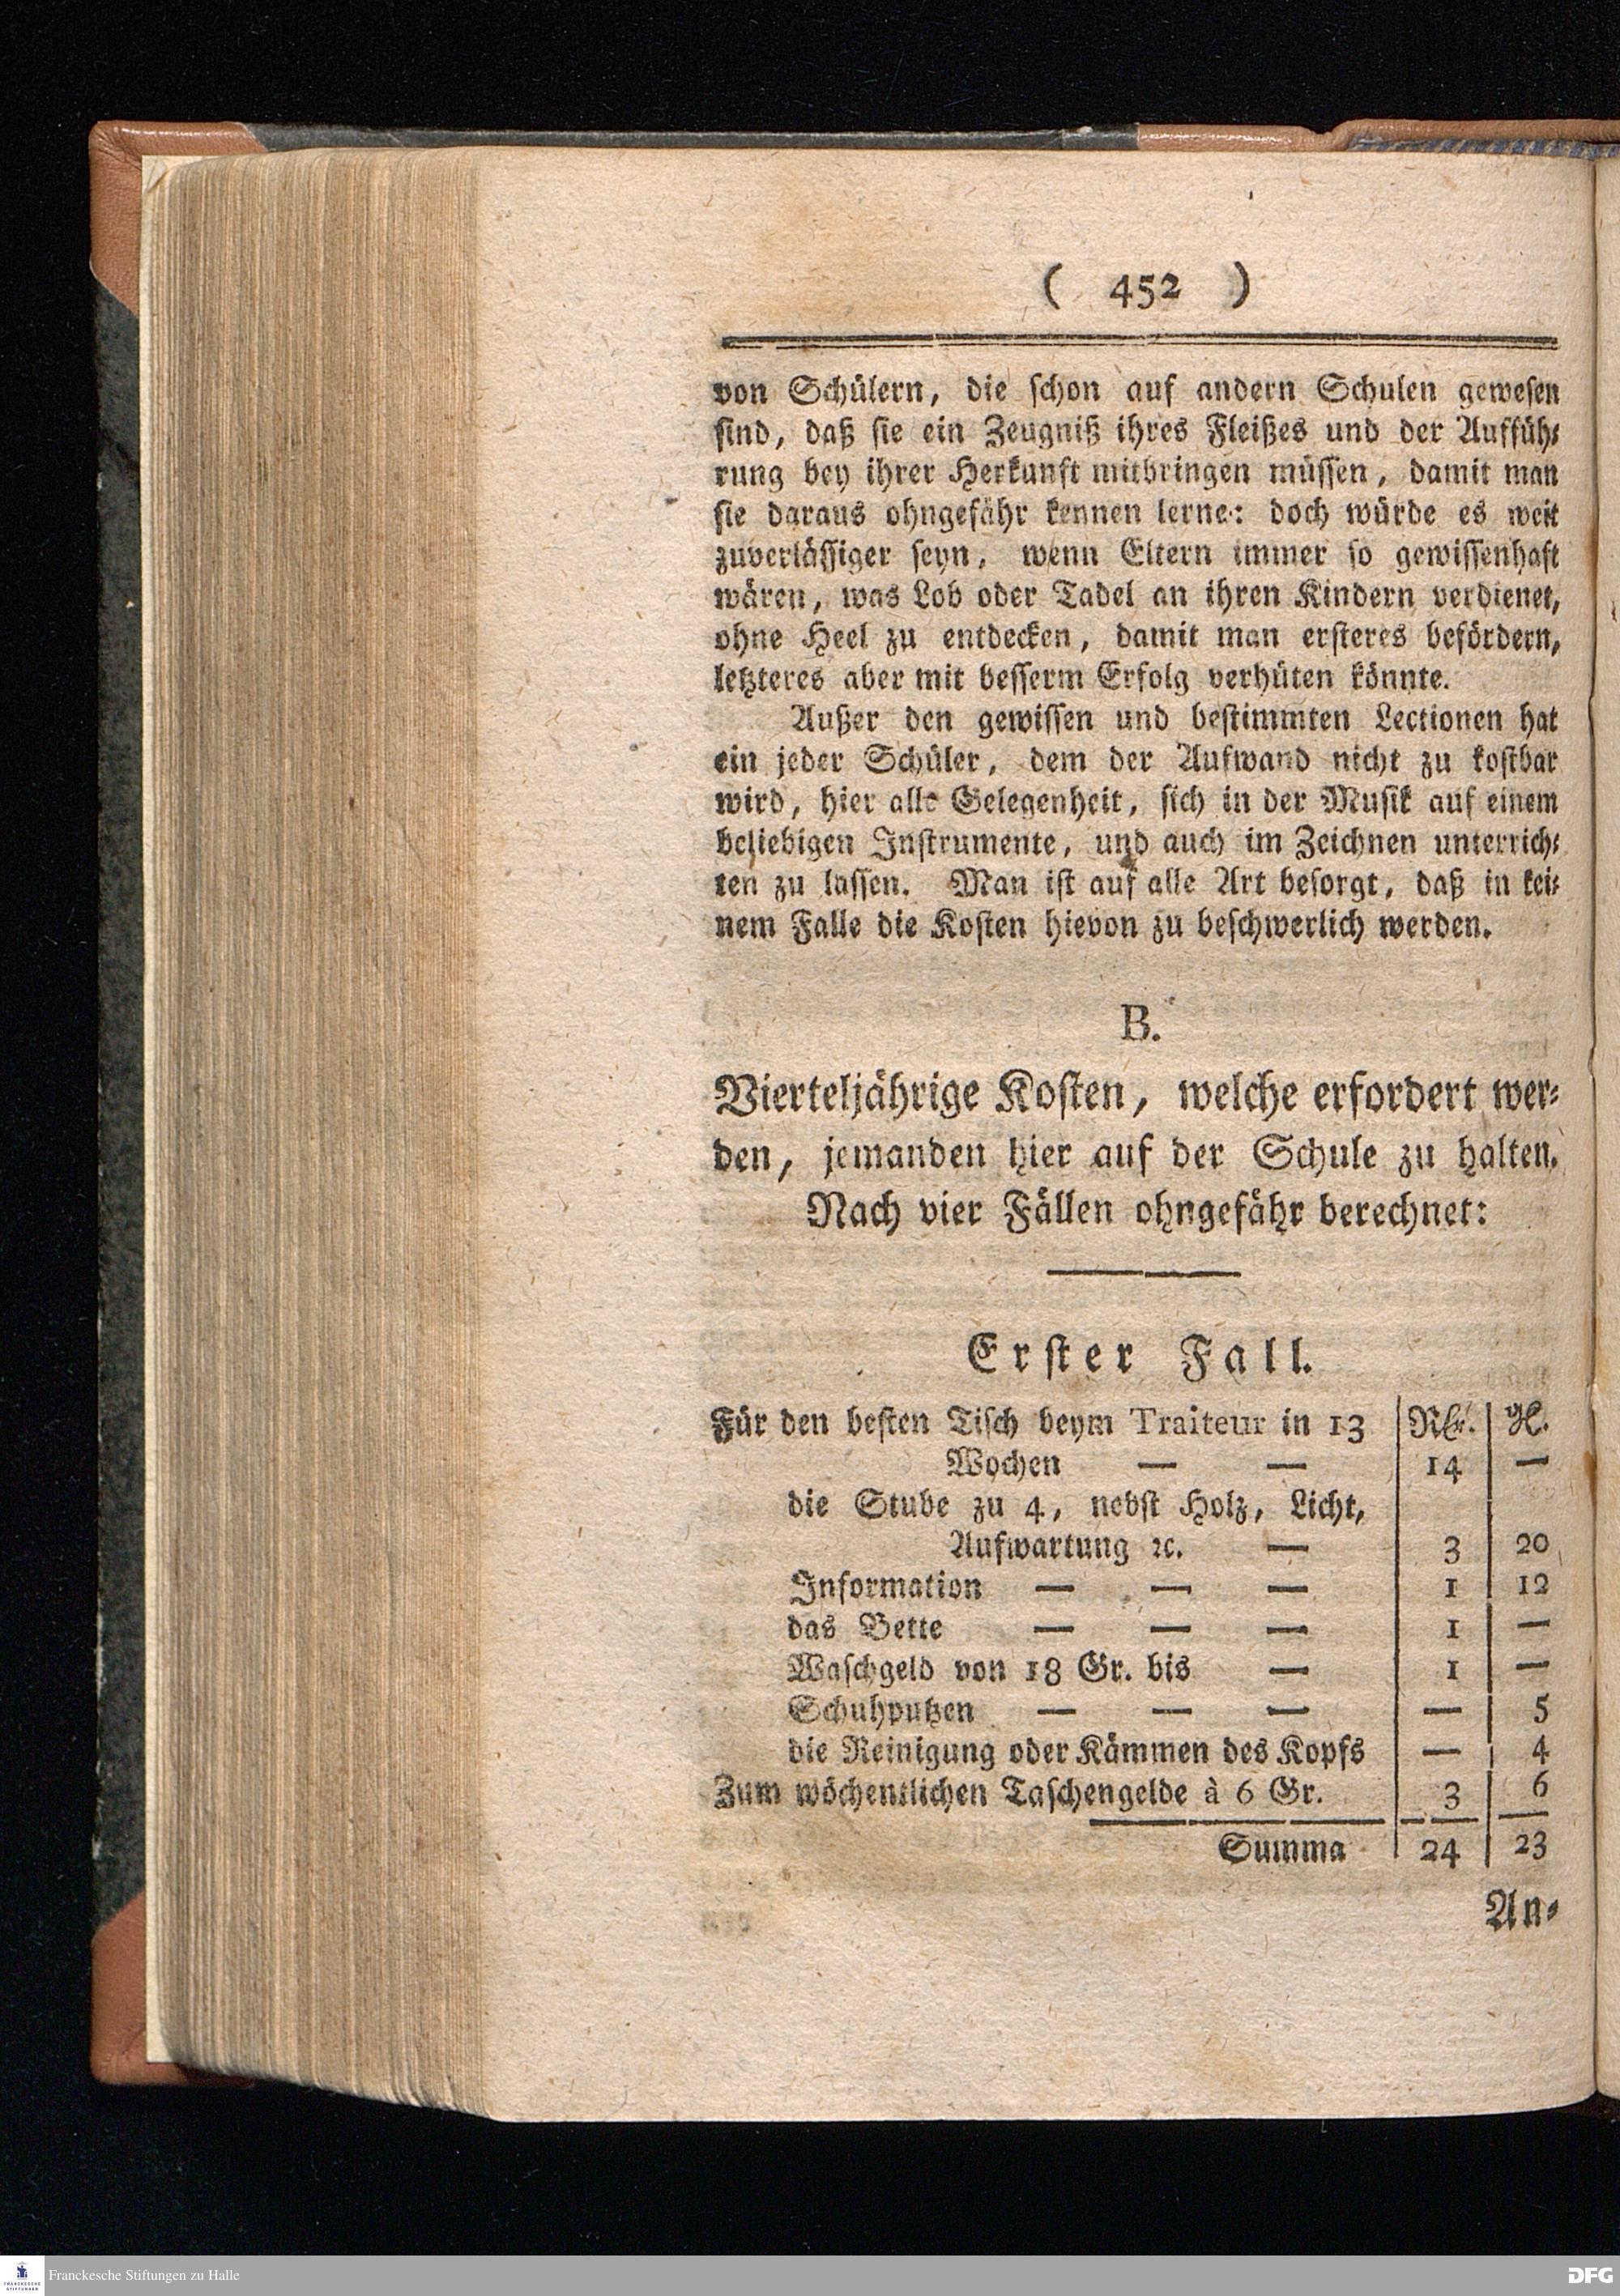 ( 452 )
von Schülern, die schon auf andern Schulen gewesen
sind, daß sie ein Zeugniß ihres Fleißes und der Auffüh⸗
rung bey ihrer Herkunft mitbringen müssen, damit man
sie daraus ohngefähr kennen lerne: doch würde es weit
zuverlässiger seyn, wenn Eltern immer so gewissenhaft
wären, was Lob oder Tadel an ihren Kindern verdienet,
ohne Heel zu entdecken, damit man ersteres befördern,
letzteres aber mit besserm Erfolg verhüten könnte.
Außer den gewissen und bestimmten Lectionen hat
ein jeder Schüler, dem der Aufwand nicht zu kostbar
wird, hier alle Gelegenheit, sich in der Musik auf einem
beliebigen Instrumente, und auch im Zeichnen unterrich⸗
ten zu lassen. Man ist auf alle Art besorgt, daß in kei⸗
nem Falle die Kosten hievon zu beschwerlich werden.
B.
Vierteljährige Kosten, welche erfordert wer⸗
den, jemanden hier auf der Schule zu halten.
Nach vier Fällen ohngefähr berechnet:
Erster Fall.
Für den besten Tisch beym Traiteur in 13 Rtlr. gl.
Wochen — — 14 —
die Stube zu 4, nebst Holz, Licht,
Aufwartung ꝛc. — 3 20
Information — — — 1 12
das Bette — — — 1 —
Waschgeld von 18 Gr. bis — 1 —
Schuhputzen — — — — 5
die Reinigung oder Kämmen des Kopfs — 4
Zum wöchentlichen Taschengelde à 6 Gr. 3 6
Summa 24 23
An⸗
FRANCKESCHE STIFTUNGEN
Franckesche Stiftungen zu Halle
DFG